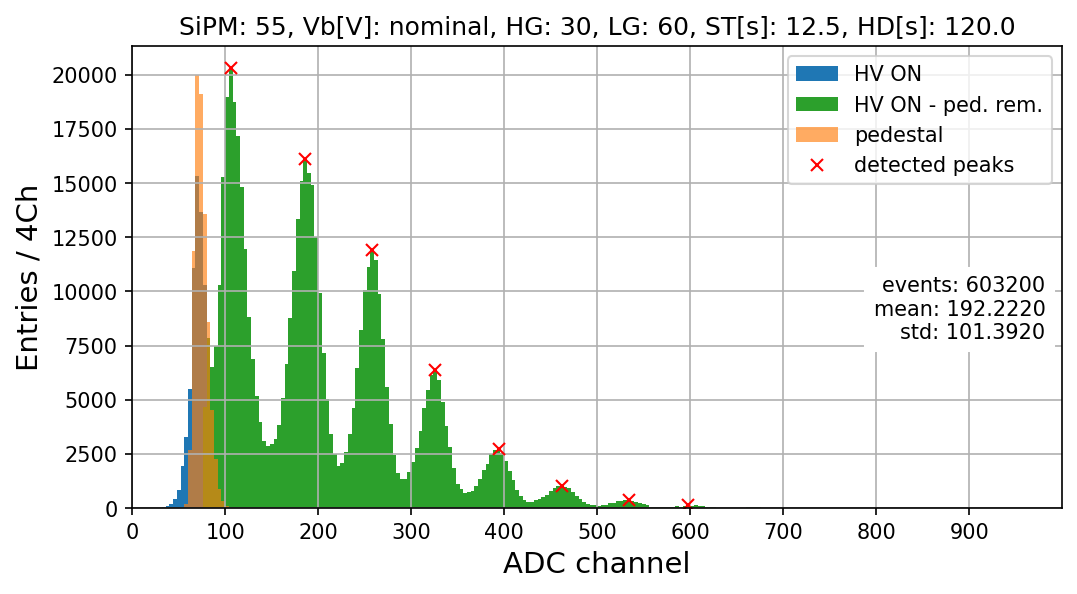 SiPM: 55, Vb[V]: nominal, HG: 30, LG: 60, ST[s]: 12.5, HD[s]: 120.0
Entries / 4Ch
20000
17500
15000
12500
10000
7500
5000
2500
0
HV ON
HV ON - ped. rem.
pedestal
detected peaks
events: 603200
mean: 192.2220
std: 101.3920
0 100 200 300 400 500 600 700 800 900
ADC channel